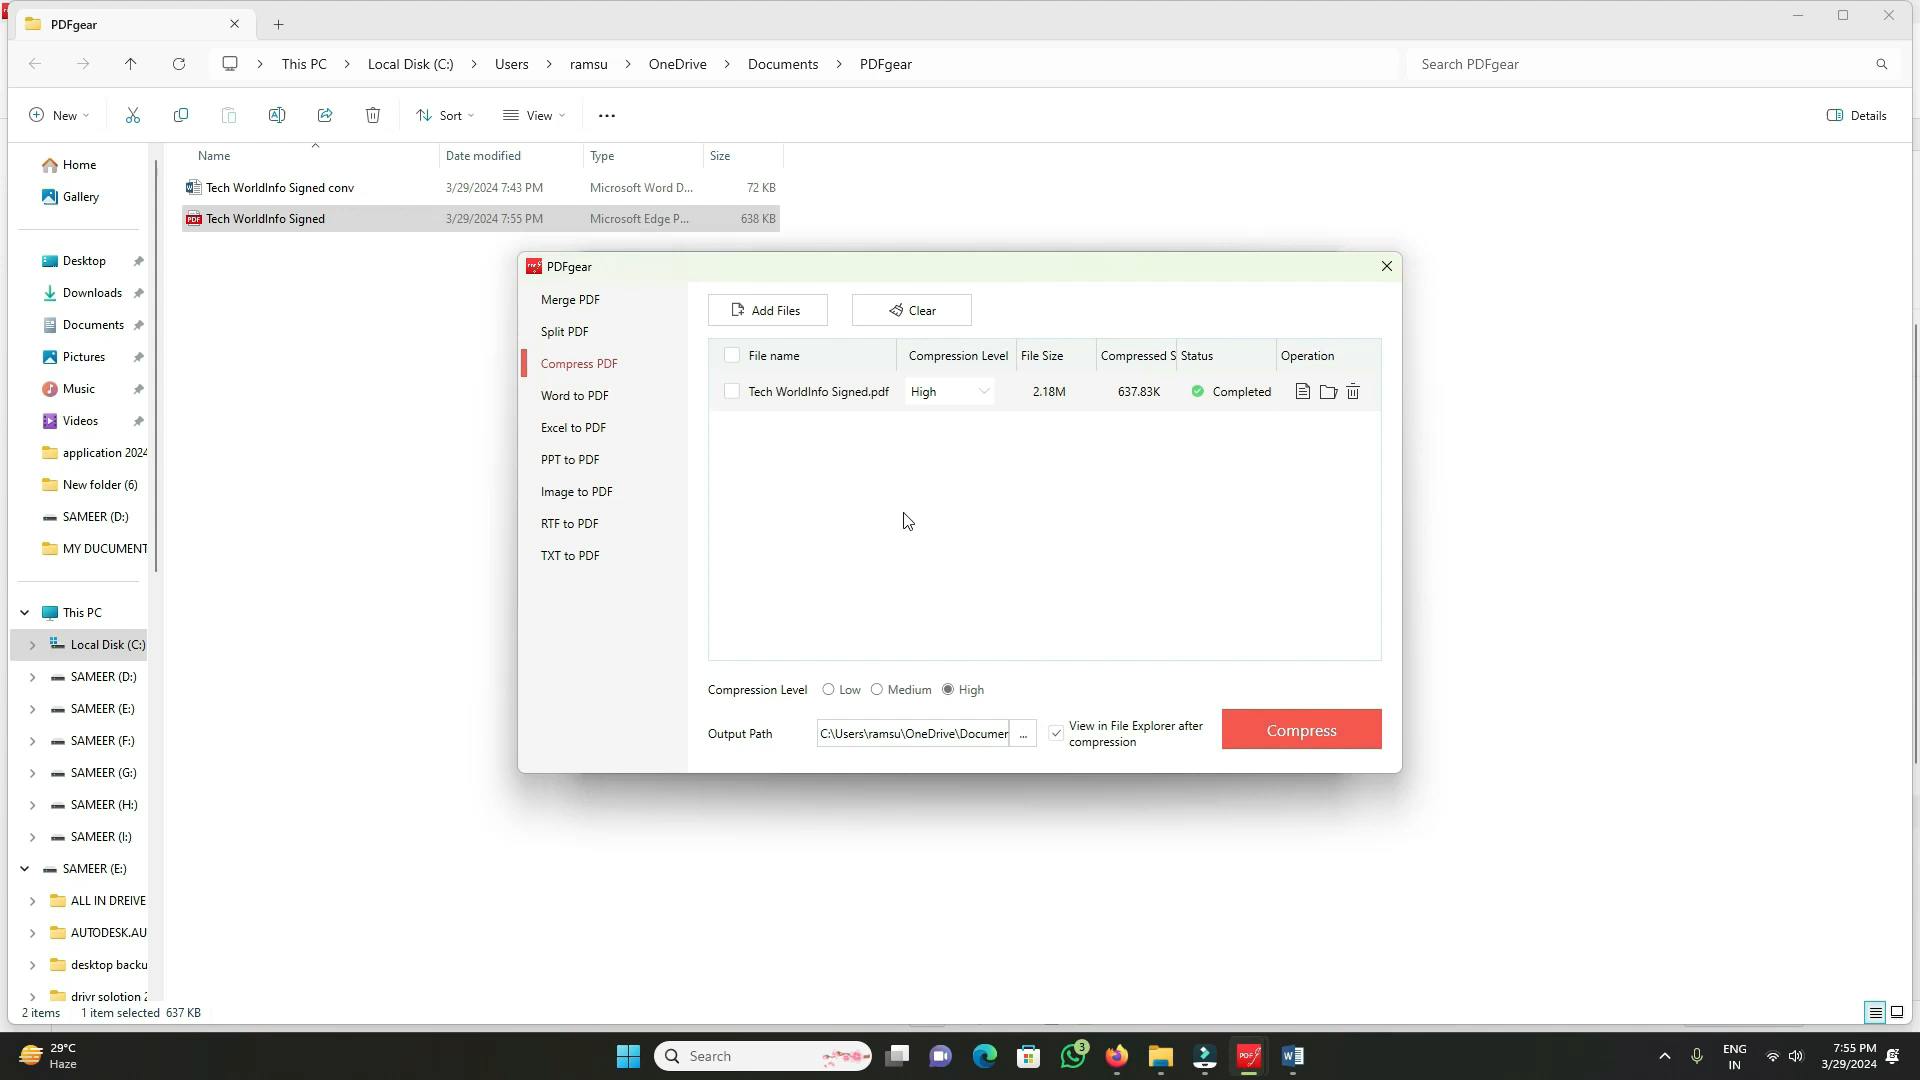 PDFgear
This PC > Local Disk (C:) > Users > ramsu > OneDrive > Documents > PDFgear
Search PDFgear
New
Sort
View
Details
Home
Gallery
Desktop
Downloads
Documents
Pictures
Music
Videos
application 2024
New folder (6)
SAMEER (D:)
MY DUCUMENT
This PC
Local Disk (C:)
SAMEER (D:)
SAMEER (E:)
SAMEER (F:)
SAMEER (G:)
SAMEER (H:)
SAMEER (I:)
SAMEER (E:)
ALL IN DREIVE
AUTODESK.AU
desktop backu
drivr solotion 2
Name Date modified Type Size
Tech WorldInfo Signed conv 3/29/2024 7:43 PM Microsoft Word D... 72 KB
Tech WorldInfo Signed 3/29/2024 7:55 PM Microsoft Edge P... 638 KB
PDFgear
Merge PDF
Split PDF
Compress PDF
Word to PDF
Excel to PDF
PPT to PDF
Image to PDF
RTF to PDF
TXT to PDF
Add Files Clear
File name Compression Level File Size Compressed S Status Operation
Tech WorldInfo Signed.pdf High 2.18M 637.83K Completed
Compression Level Low Medium High
Output Path C:\Users\ramsu\OneDrive\Documer ... View in File Explorer after
compression
Compress
2 items 1 item selected 637 KB
29°C
Haze
Search
3
ENG
IN
7:55 PM
3/29/2024